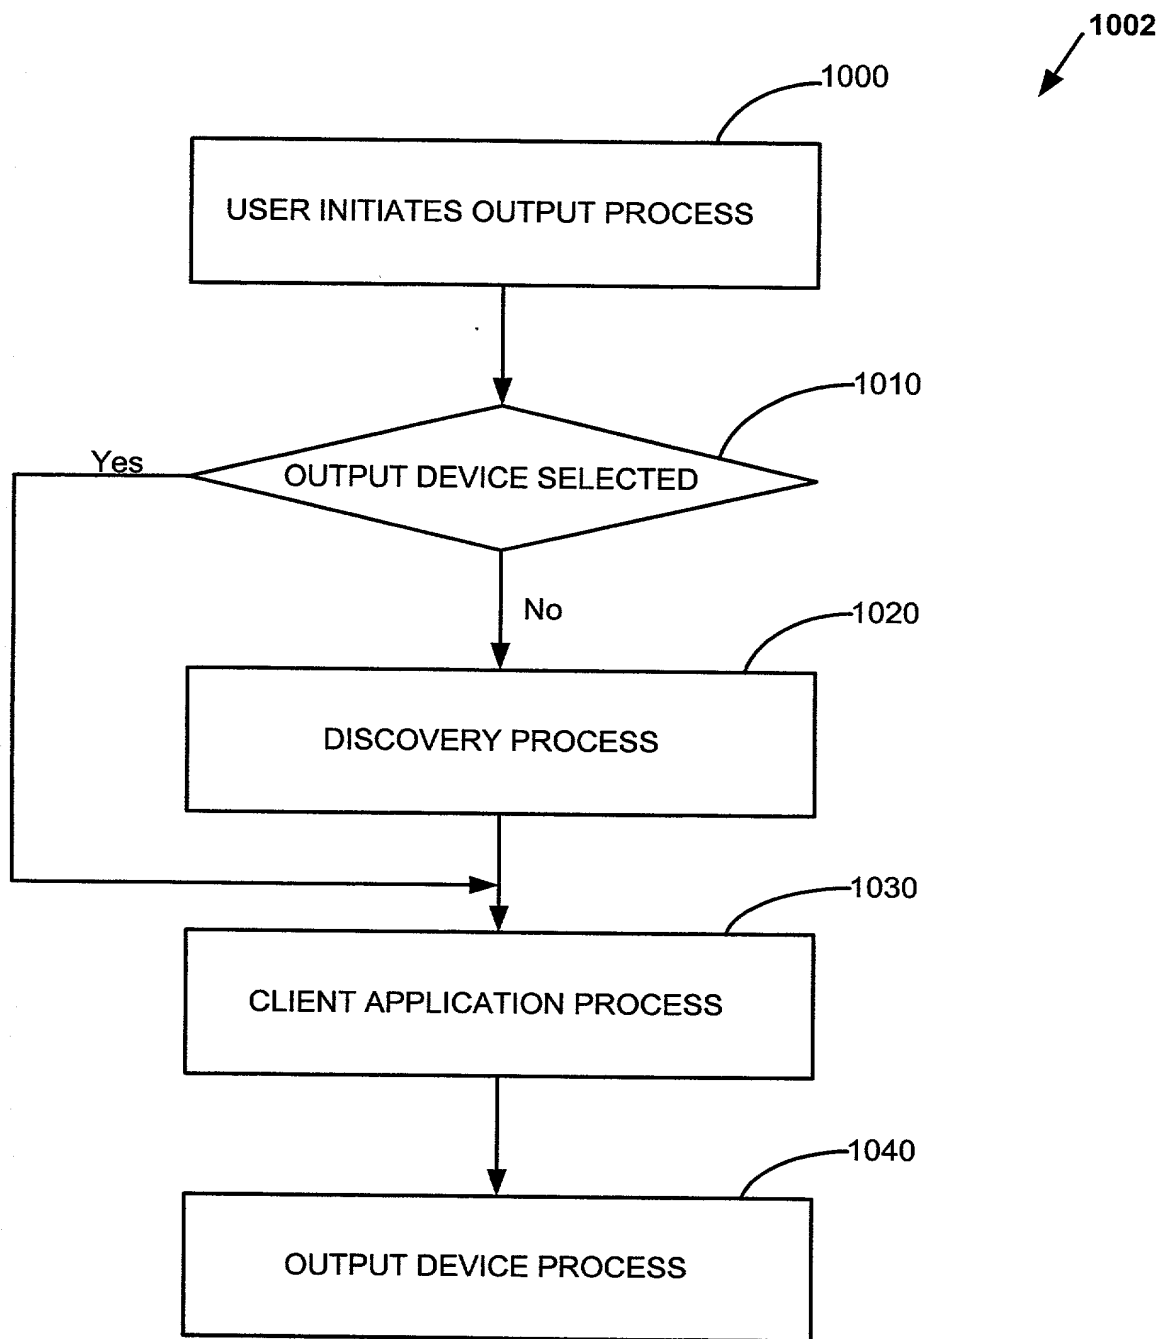 1002
1000
USER INITIATES OUTPUT PROCESS
1010
Yes
OUTPUT DEVICE SELECTED
No
1020
DISCOVERY PROCESS
1030
CLIENT APPLICATION PROCESS
1040
OUTPUT DEVICE PROCESS